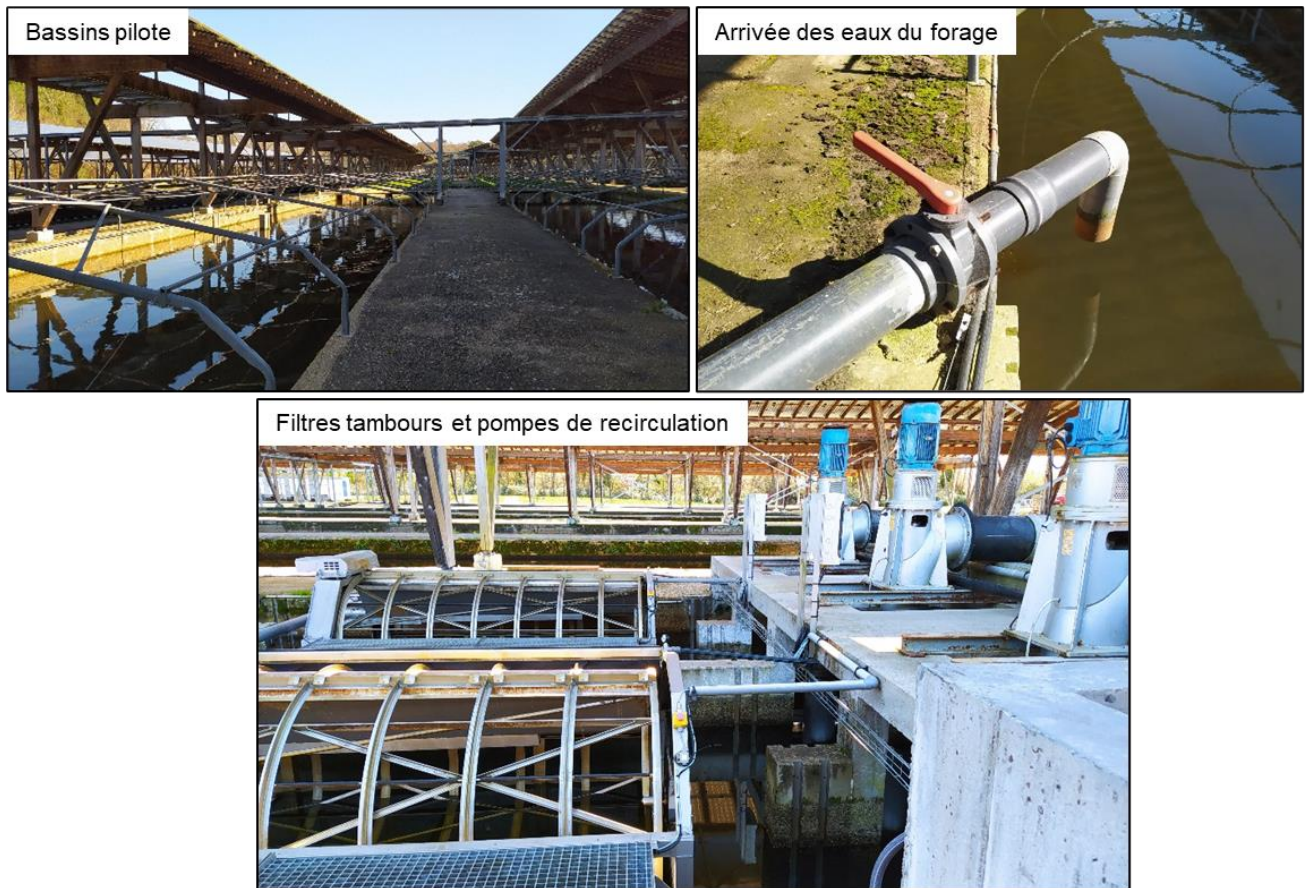 Bassins pilote
Arrivée des eaux du forage
Filtres tambours et pompes de recirculation